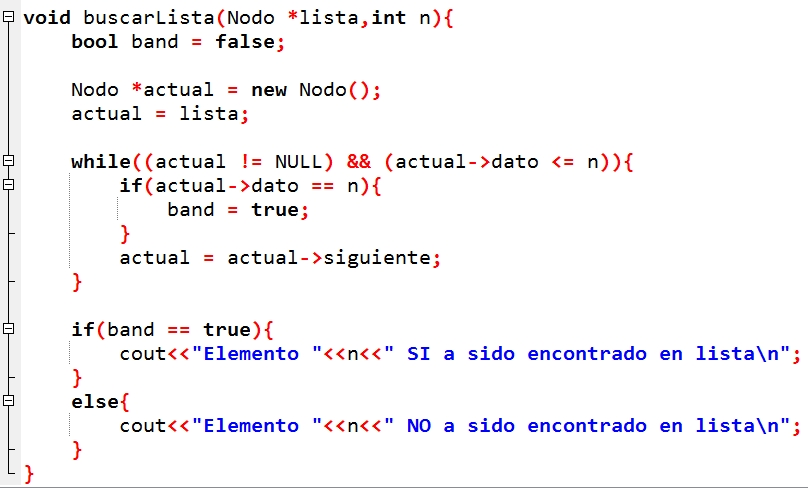 void buscarLista(Nodo *lista,int n){
bool band = false;
Nodo *actual = new Nodo();
actual = lista;
while((actual != NULL) && (actual->dato <= n)){
if(actual->dato == n){
band = true;
}
actual = actual->siguiente;
}
if(band == true){
cout<<"Elemento "<<n<<" SI a sido encontrado en lista\n";
}
else{
cout<<"Elemento "<<n<<" NO a sido encontrado en lista\n";
}
}